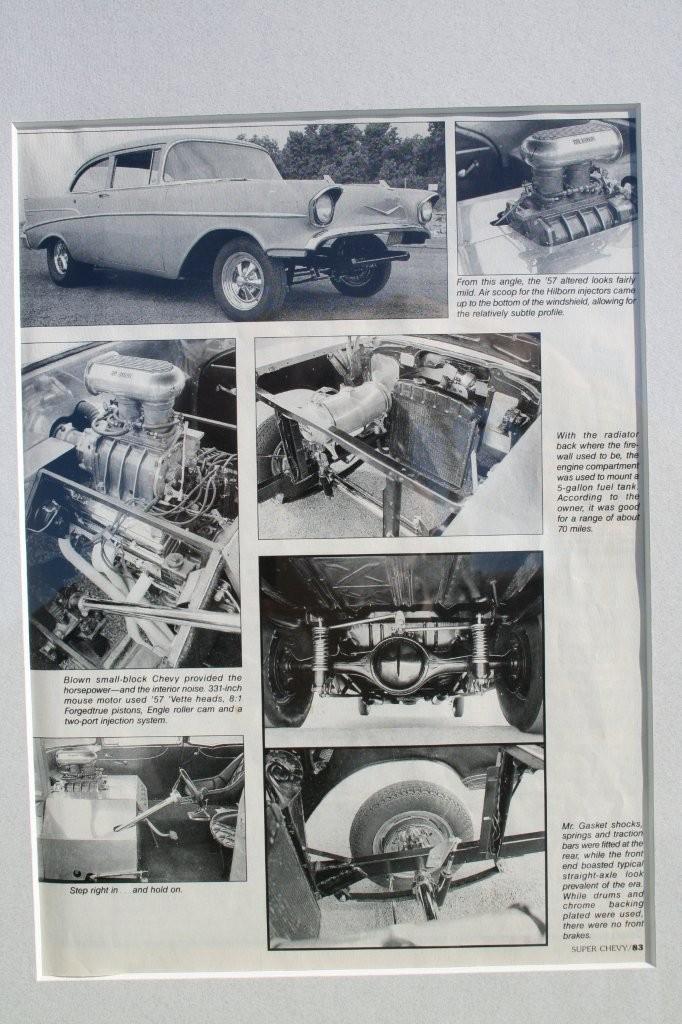 From this angle, the '57 altered looks fairly
mild. Air scoop for the Hilborn injectors came
up to the bottom of the windshield, allowing for
the relatively subtle profile.
With the radiator
back where the fire-
wall used to be, the
engine compartment
was used to mount a
5-gallon fuel tank.
According to the
owner, it was good
for a range of about
70 miles.
Blown small-block Chevy provided the
horsepower—and the interior noise. 331-inch
mouse motor used '57 'Vette heads, 8:1
Forgedtrue pistons, Engle roller cam and a
two-port injection system.
Step right in . . . and hold on.
Mr. Gasket shocks,
springs and traction
bars were fitted at the
rear, while the front
end boasted typical
straight-axle look
prevalent of the era.
While drums and
chrome backing
plated were used,
there were no front
brakes.
SUPER CHEVY/83